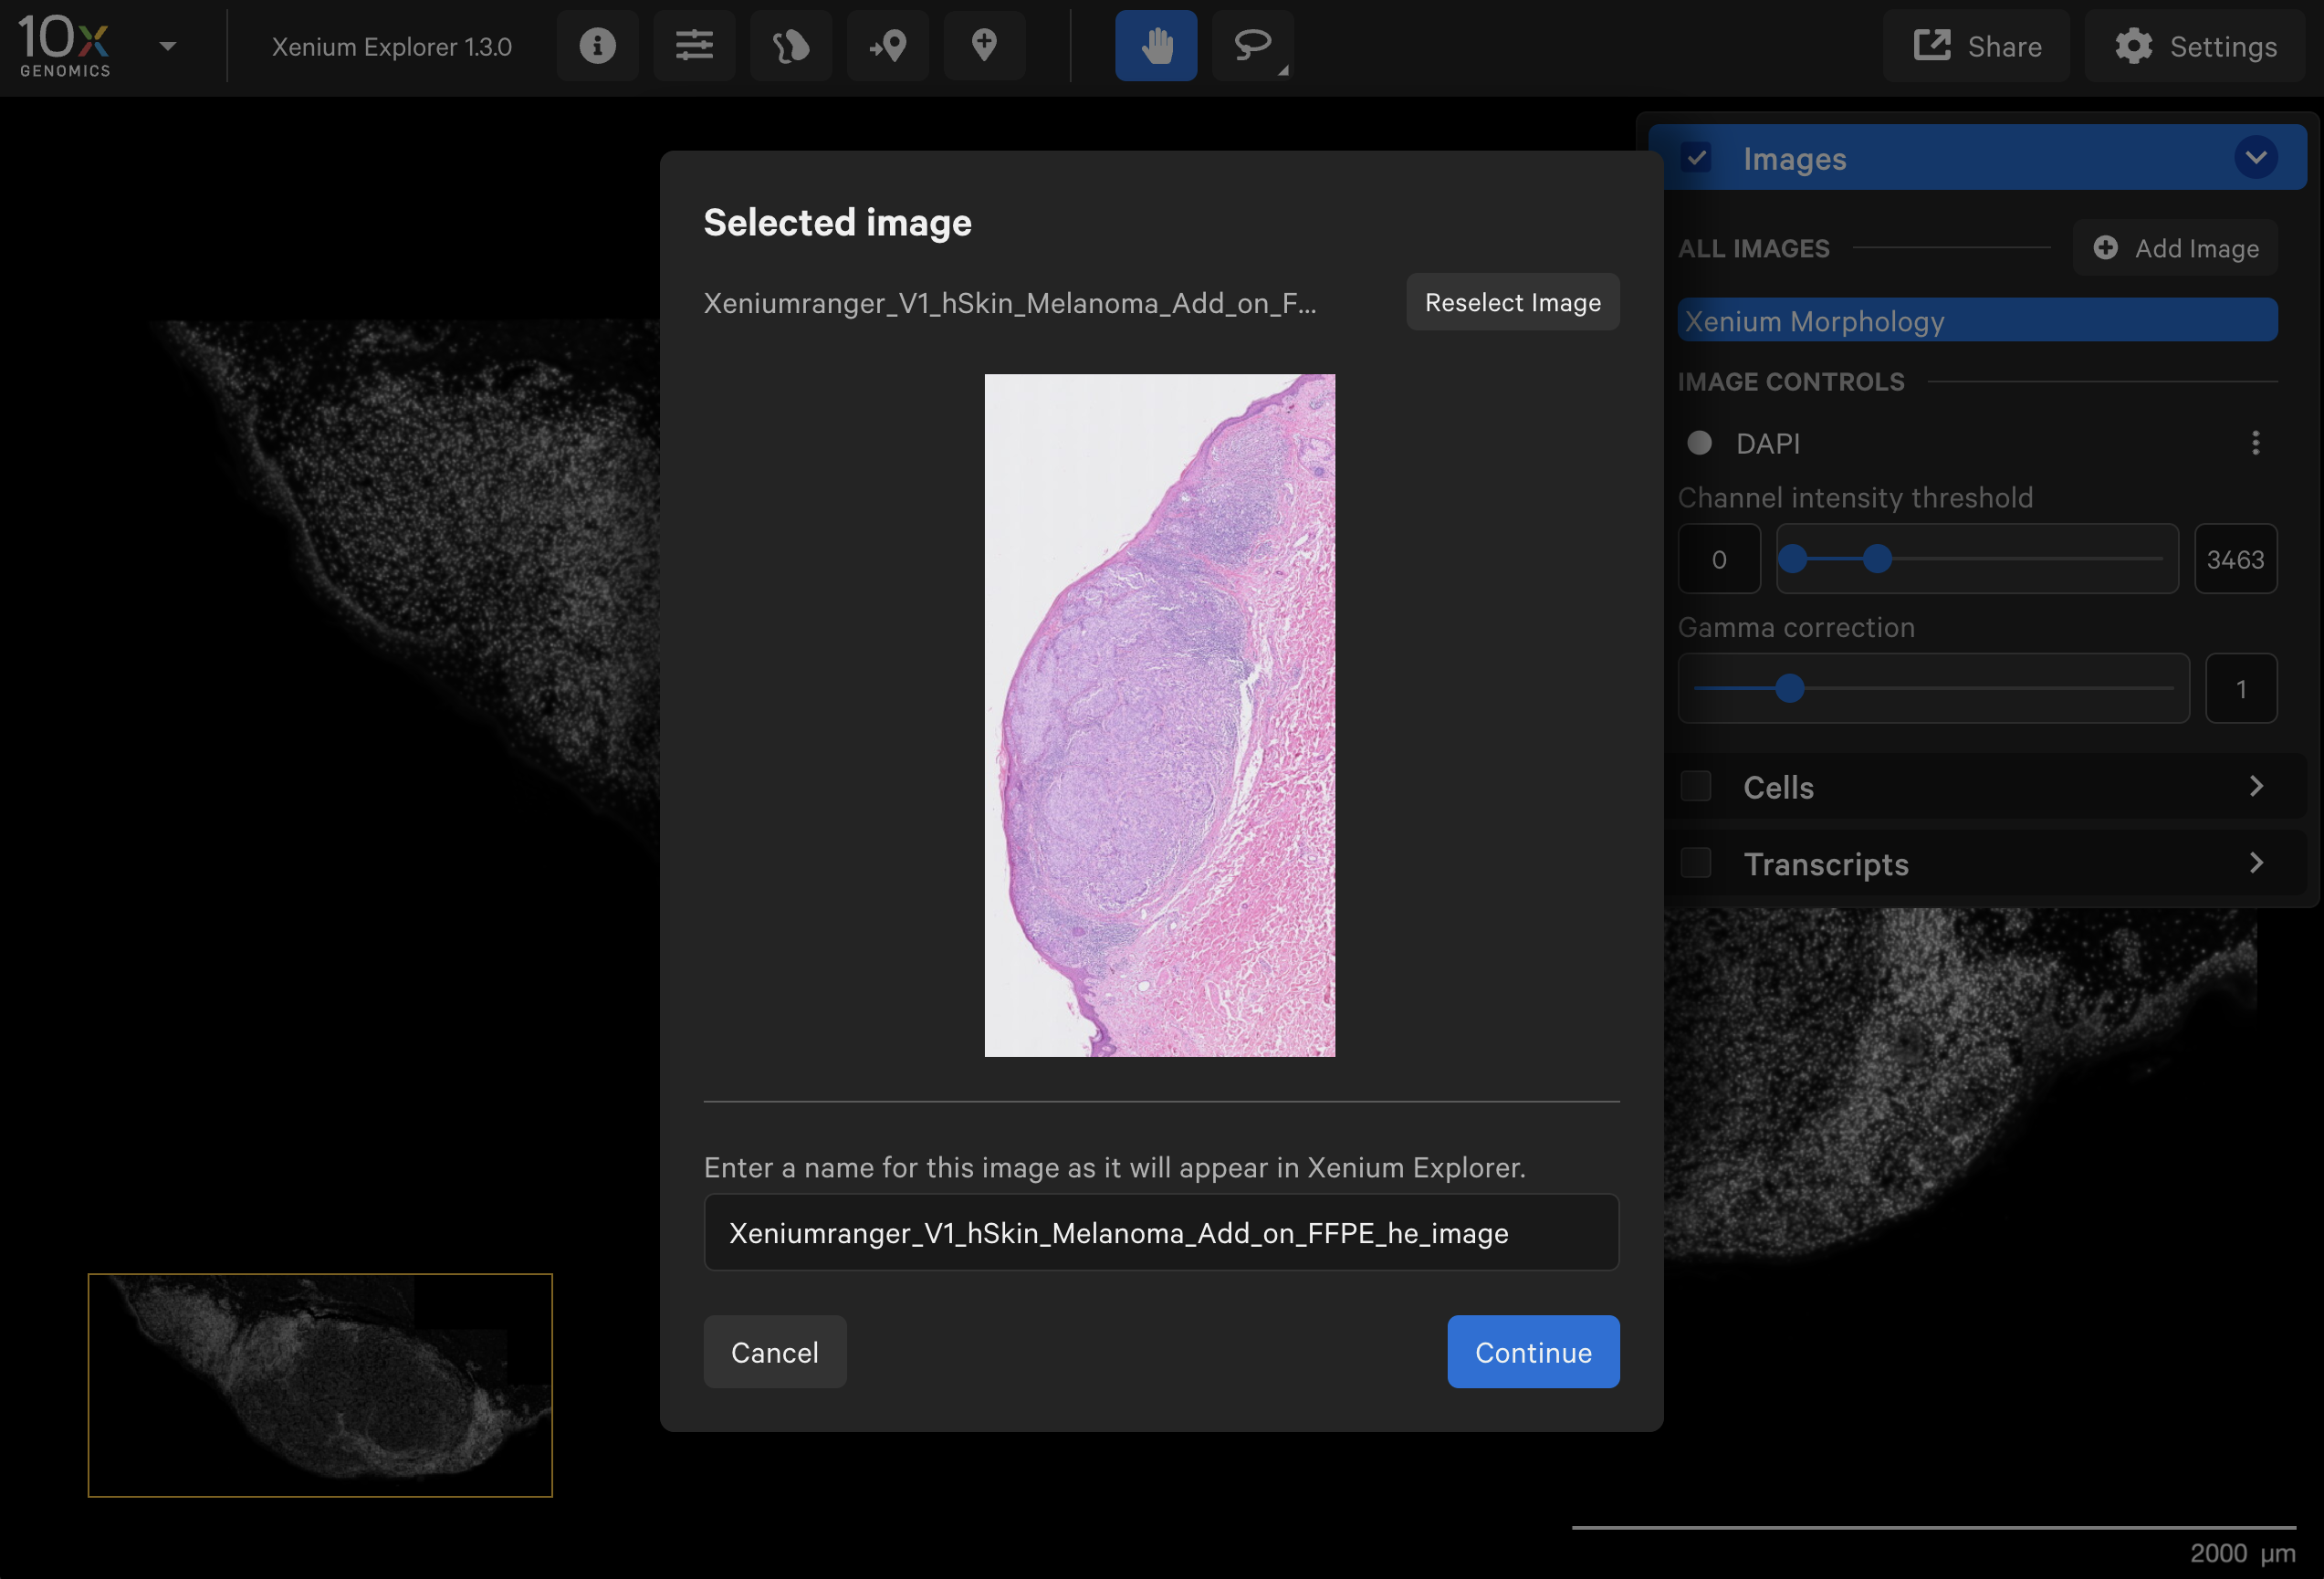 10x
GENOMICS
Xenium Explorer 1.3.0
Share
Settings
Selected image
Xeniumranger_V1_hSkin_Melanoma_Add_on_F...
Reselect Image
Enter a name for this image as it will appear in Xenium Explorer.
Xeniumranger_V1_hSkin_Melanoma_Add_on_FFPE_he_image
Cancel
Continue
Images
ALL IMAGES
Add Image
Xenium Morphology
IMAGE CONTROLS
DAPI
Channel intensity threshold
0
3463
Gamma correction
1
Cells
Transcripts
2000 μm